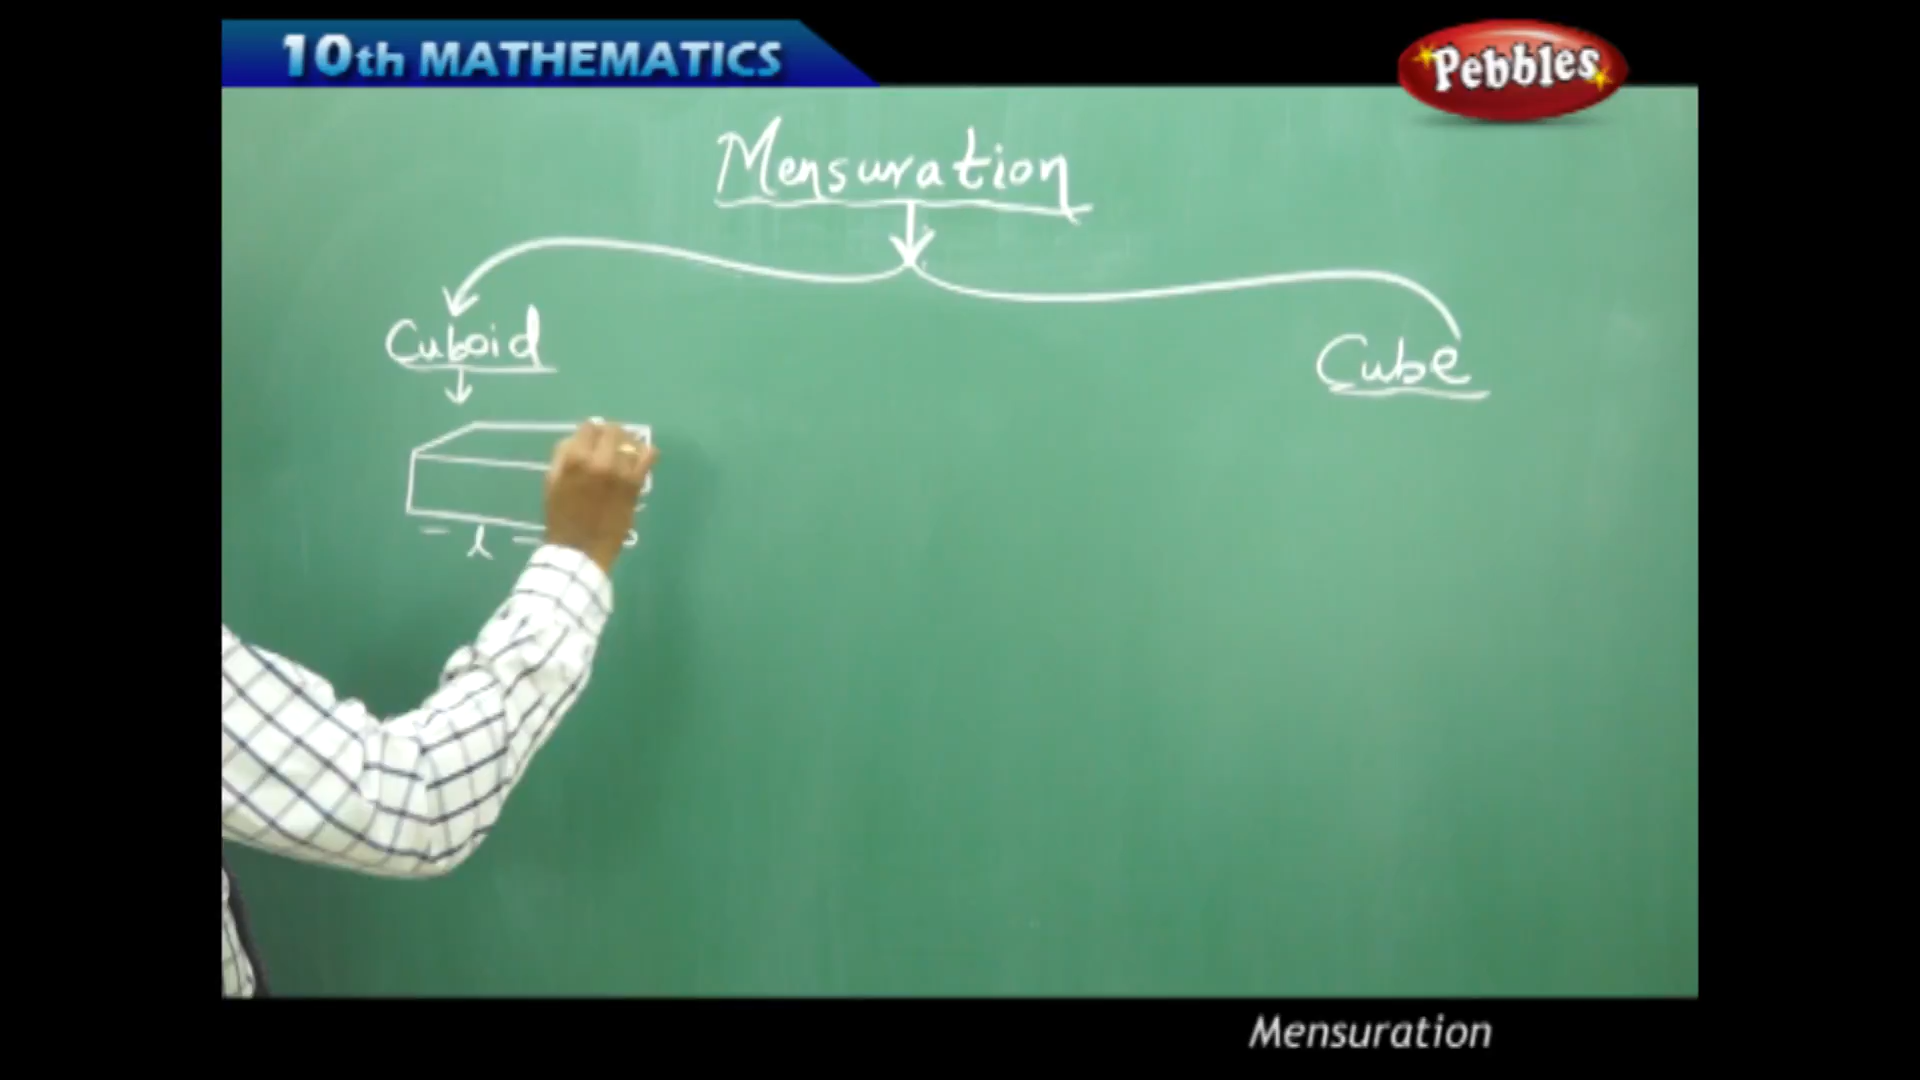 10th MATHEMATICS
Pebbles
Mensuration
Cuboid
Cube
l
Mensuration